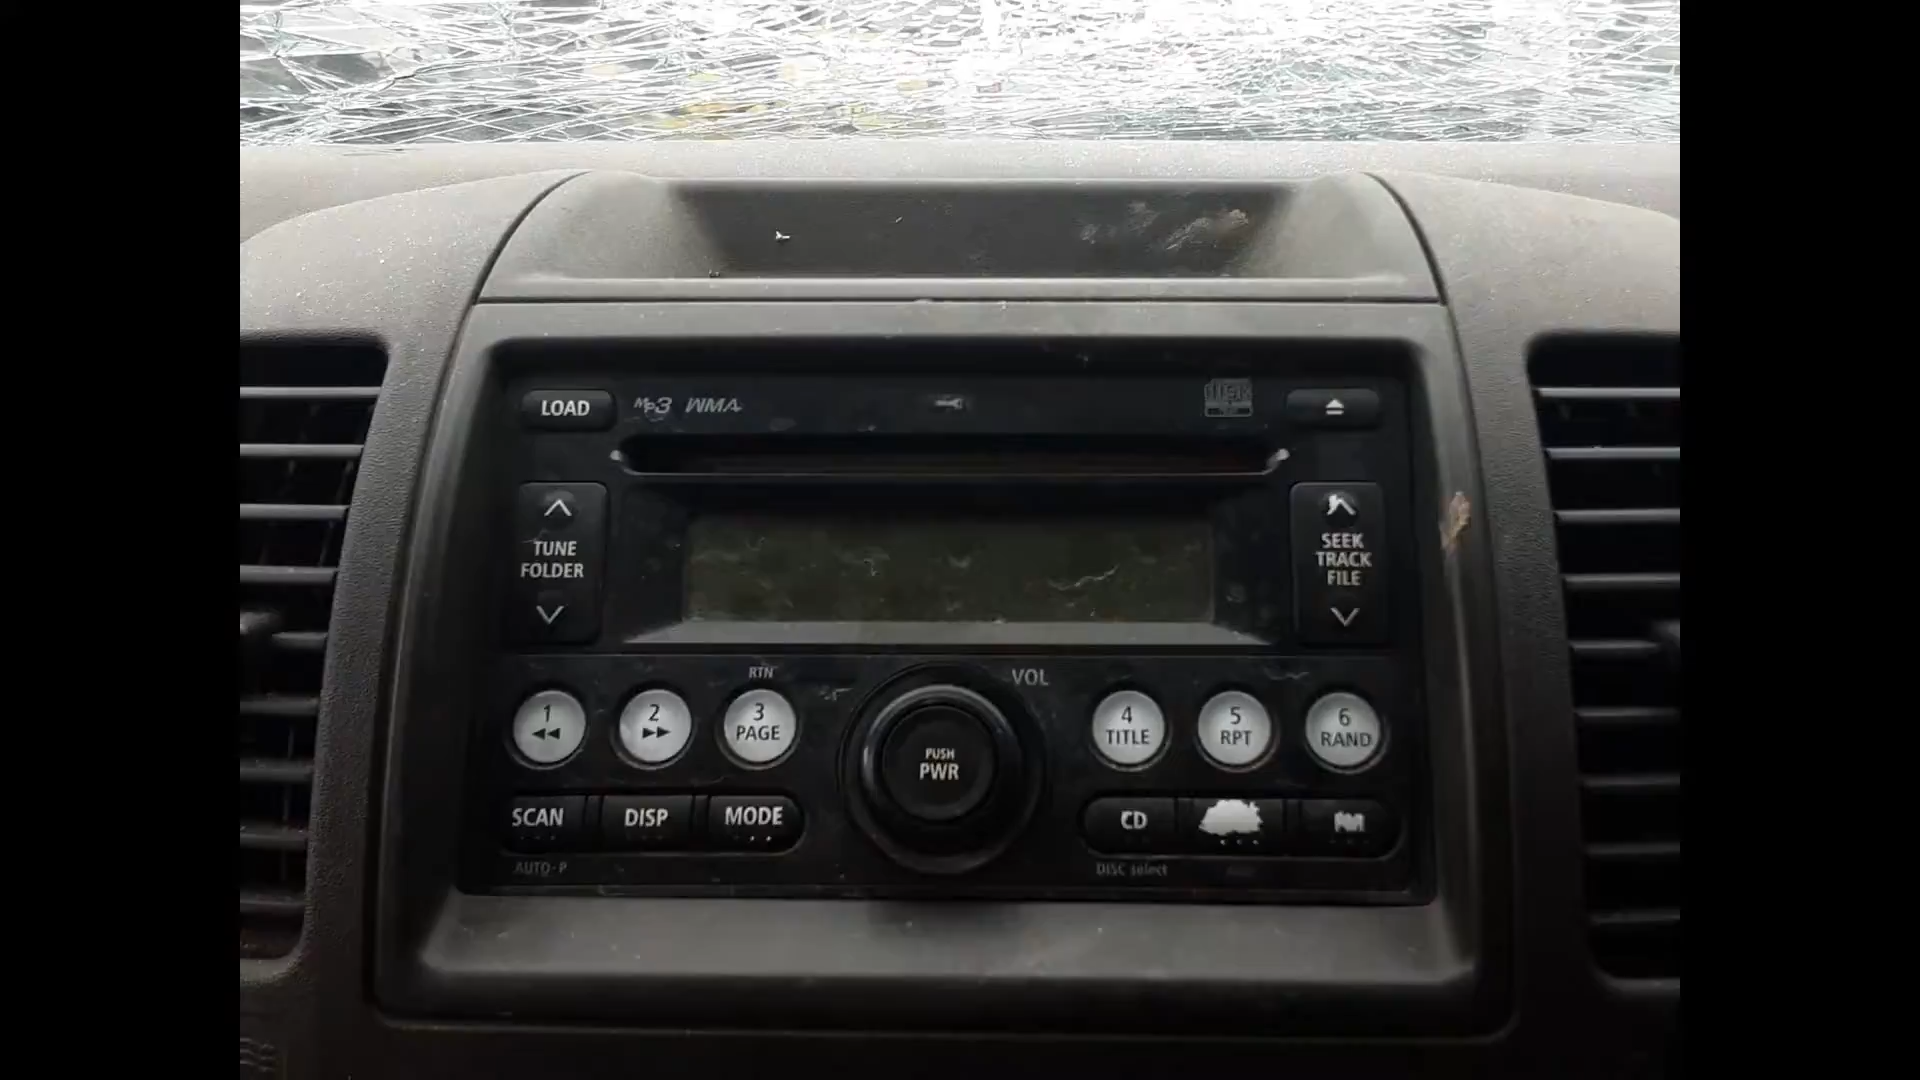 LOAD
MP3 WMA
TUNE
FOLDER
SEEK
TRACK
FILE
RTN
VOL
1
2
3
PAGE
PUSH
PWR
4
TITLE
5
RPT
6
RAND
SCAN
DISP
MODE
CD
AUTO-P
DISC select